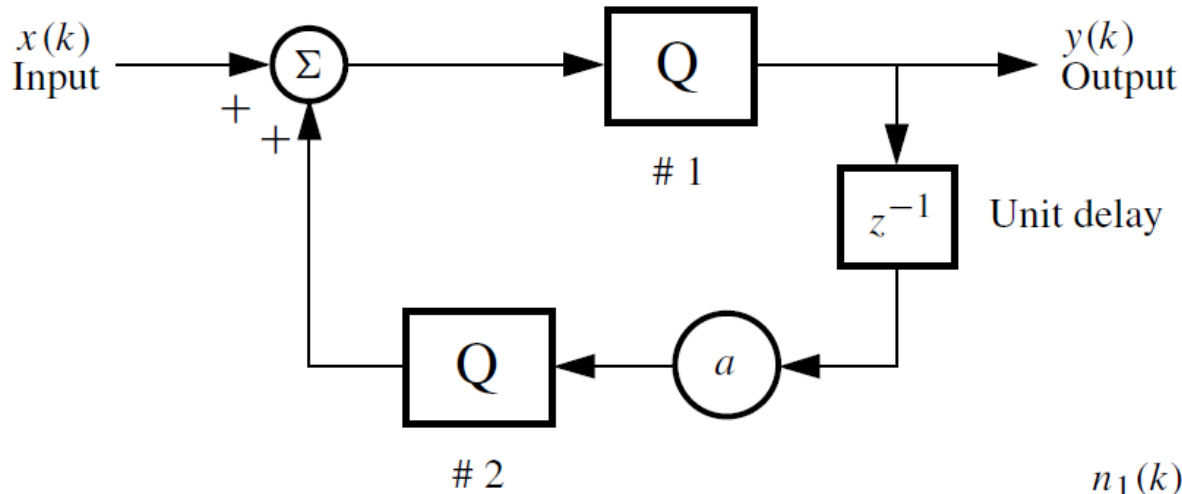 x(k)
Input
Σ
+
+
Q
# 1
y(k)
Output
z⁻¹
Unit delay
a
Q
# 2
n₁(k)